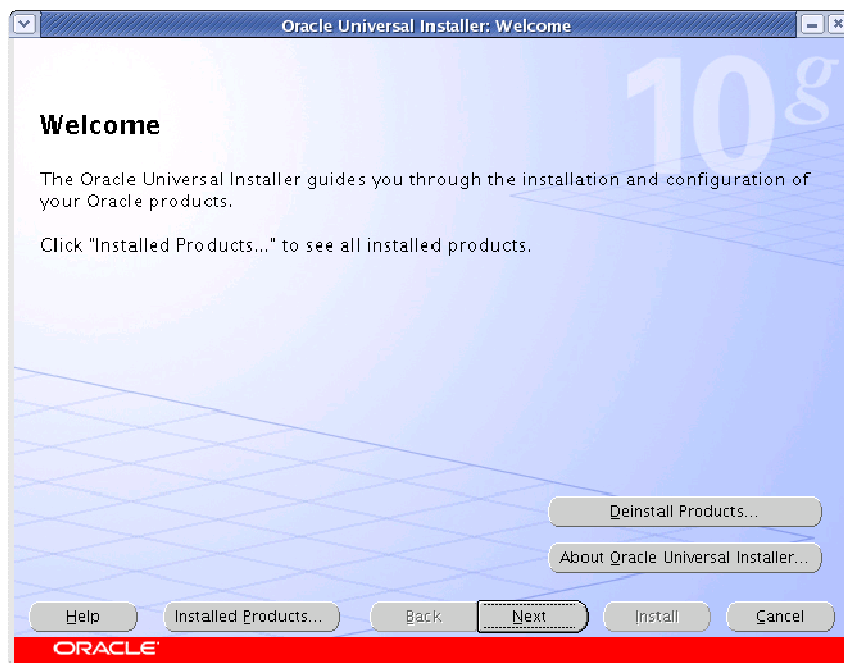 Oracle Universal Installer: Welcome
10g
Welcome
The Oracle Universal Installer guides you through the installation and configuration of
your Oracle products.
Click "Installed Products..." to see all installed products.
Deinstall Products...
About Oracle Universal Installer...
Help
Installed Products...
Back
Next
Install
Cancel
ORACLE